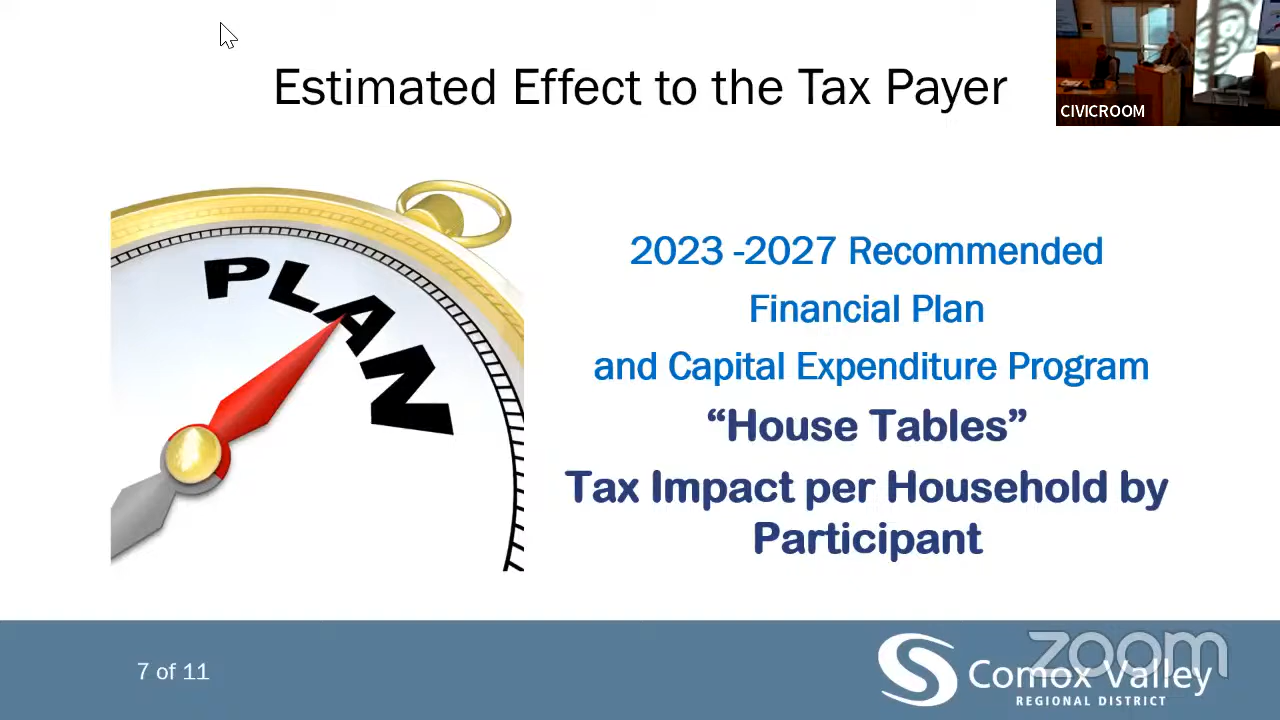 Estimated Effect to the Tax Payer
CIVICROOM
PLAN
2023 -2027 Recommended
Financial Plan
and Capital Expenditure Program
“House Tables”
Tax Impact per Household by
Participant
7 of 11
zoom
Comox Valley
REGIONAL DISTRICT